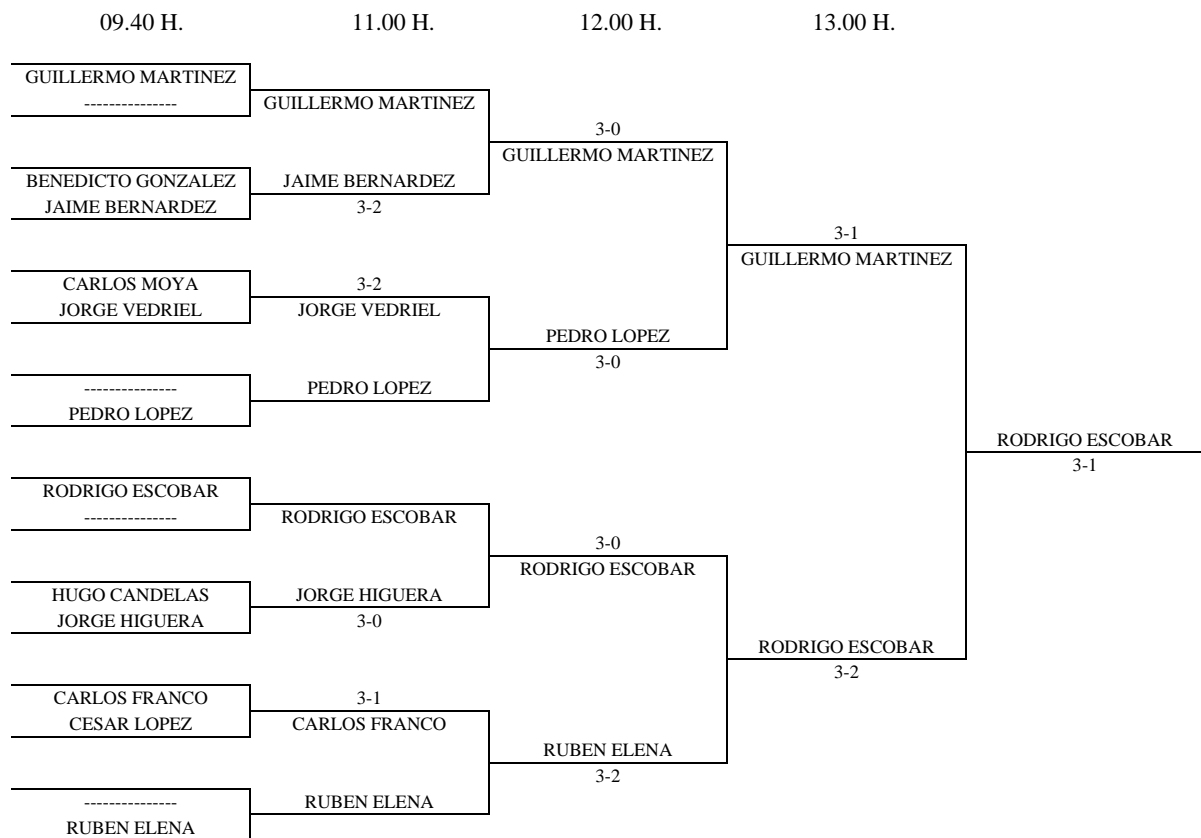 09.40 H. 11.00 H. 12.00 H. 13.00 H.
GUILLERMO MARTINEZ
---------------
GUILLERMO MARTINEZ
3-0
GUILLERMO MARTINEZ
BENEDICTO GONZALEZ
JAIME BERNARDEZ
JAIME BERNARDEZ
3-2
3-1
GUILLERMO MARTINEZ
CARLOS MOYA
JORGE VEDRIEL
3-2
JORGE VEDRIEL
PEDRO LOPEZ
3-0
---------------
PEDRO LOPEZ
PEDRO LOPEZ
RODRIGO ESCOBAR
3-1
RODRIGO ESCOBAR
---------------
RODRIGO ESCOBAR
3-0
RODRIGO ESCOBAR
HUGO CANDELAS
JORGE HIGUERA
JORGE HIGUERA
3-0
RODRIGO ESCOBAR
3-2
CARLOS FRANCO
CESAR LOPEZ
3-1
CARLOS FRANCO
RUBEN ELENA
3-2
---------------
RUBEN ELENA
RUBEN ELENA